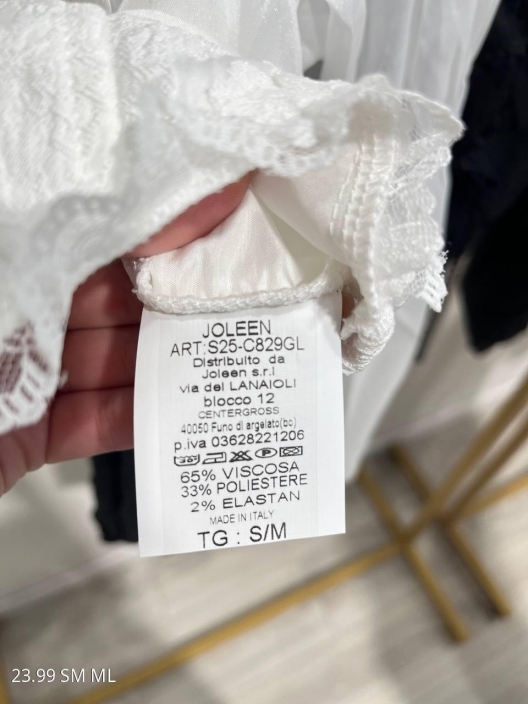 JOLEEN
ART:S25-C829GL
Distribuito da
Joleen s.r.l
via dei LANAIOLI
blocco 12
CENTERGROSS
40050 Funo di argelato(bo)
p.iva 03628221206
65% VISCOSA
33% POLIESTERE
2% ELASTAN
MADE IN ITALY
TG : S/M
23.99 SM ML